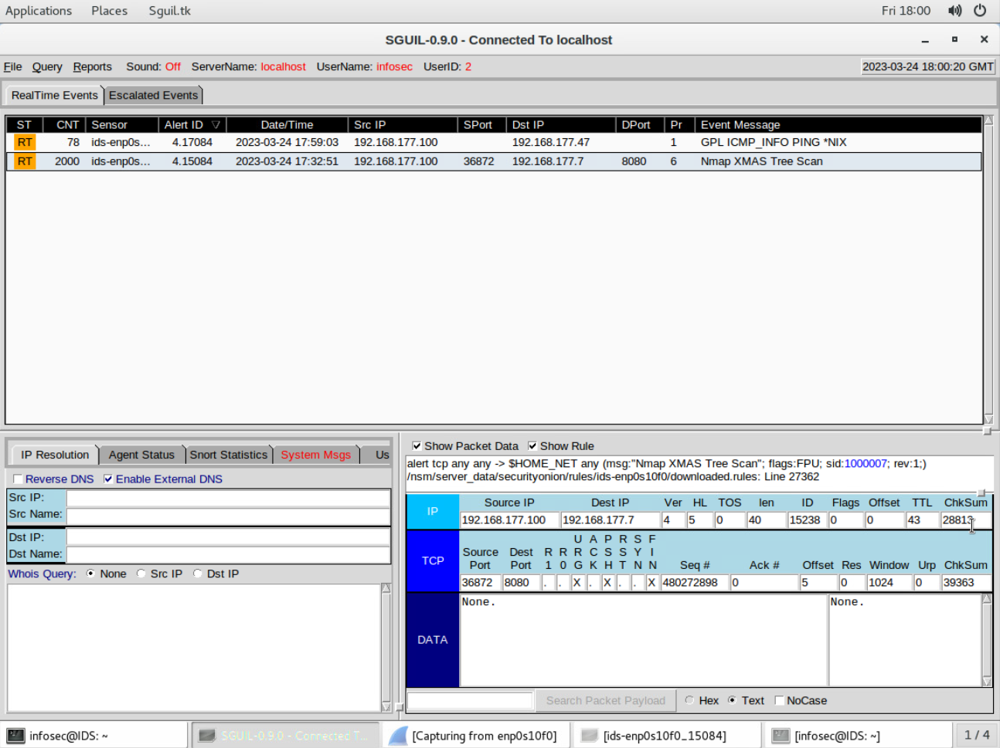 Applications Places Sguil.tk Fri 18:00
SGUIL-0.9.0 - Connected To localhost
File Query Reports Sound: Off ServerName: localhost UserName: infosec UserID: 2 2023-03-24 18:00:20 GMT
RealTime Events Escalated Events
ST CNT Sensor Alert ID Date/Time Src IP SPort Dst IP DPort Pr Event Message
RT 78 ids-enp0s... 4.17084 2023-03-24 17:59:03 192.168.177.100 192.168.177.47 1 GPL ICMP_INFO PING *NIX
RT 2000 ids-enp0s... 4.15084 2023-03-24 17:32:51 192.168.177.100 36872 192.168.177.7 8080 6 Nmap XMAS Tree Scan
IP Resolution Agent Status Snort Statistics System Msgs Us
Reverse DNS Enable External DNS
Src IP:
Src Name:
Dst IP:
Dst Name:
Whois Query: None Src IP Dst IP
Show Packet Data Show Rule
alert tcp any any -> $HOME_NET any (msg:"Nmap XMAS Tree Scan"; flags:FPU; sid:1000007; rev:1;)
/nsm/server_data/securityonion/rules/ids-enp0s10f0/downloaded.rules: Line 27362
IP
Source IP Dest IP Ver HL TOS len ID Flags Offset TTL ChkSum
192.168.177.100 192.168.177.7 4 5 0 40 15238 0 0 43 28813
TCP
Source Port Dest Port R1 R0 URG ACK PSH RST SYN FIN Seq # Ack # Offset Res Window Urp ChkSum
36872 8080 . . X . X . . X 480272898 0 5 0 1024 0 39363
DATA
None. None.
Search Packet Payload Hex Text NoCase
infosec@IDS: ~ SGUIL-0.9.0 - Connected T... [Capturing from enp0s10f0] [ids-enp0s10f0_15084] [infosec@IDS: ~] 1 / 4